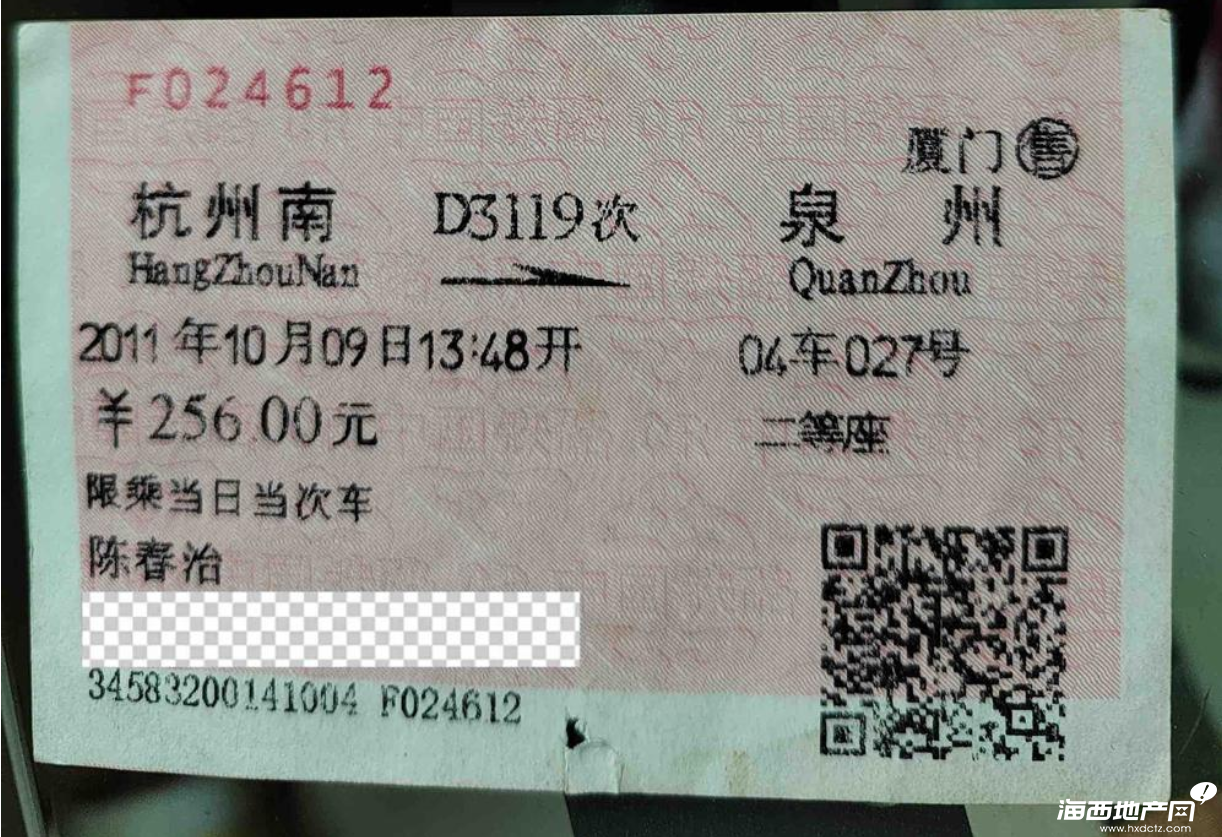 F024612
厦门售
杭州南 D3119次 泉州
HangZhouNan QuanZhou
2011年10月09日13:48开 04车027号
￥256.00元 二等座
限乘当日当次车
陈春治
34583200141004 F024612
海西地产网
www.hxdctz.com